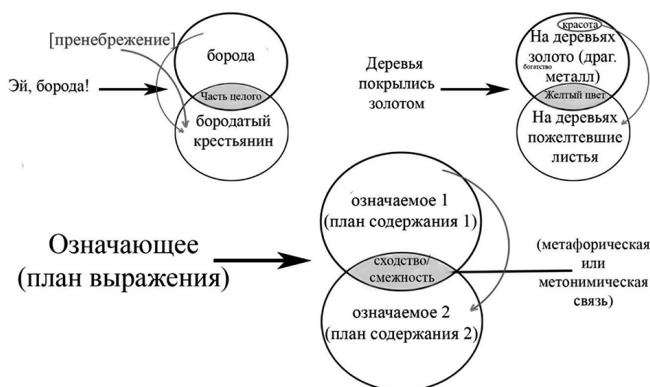 [пренебрежение]
Эй, борода!
борода
Часть целого
бородатый
крестьянин
Деревья
покрылись
золотом
красота
На деревьях
золото (драг.
богатство
металл)
Желтый цвет
На деревьях
пожелтевшие
листья
Означающее
(план выражения)
означаемое 1
(план содержания 1)
сходство/
смежность
означаемое 2
(план содержания 2)
(метафорическая
или
метонимическая
связь)